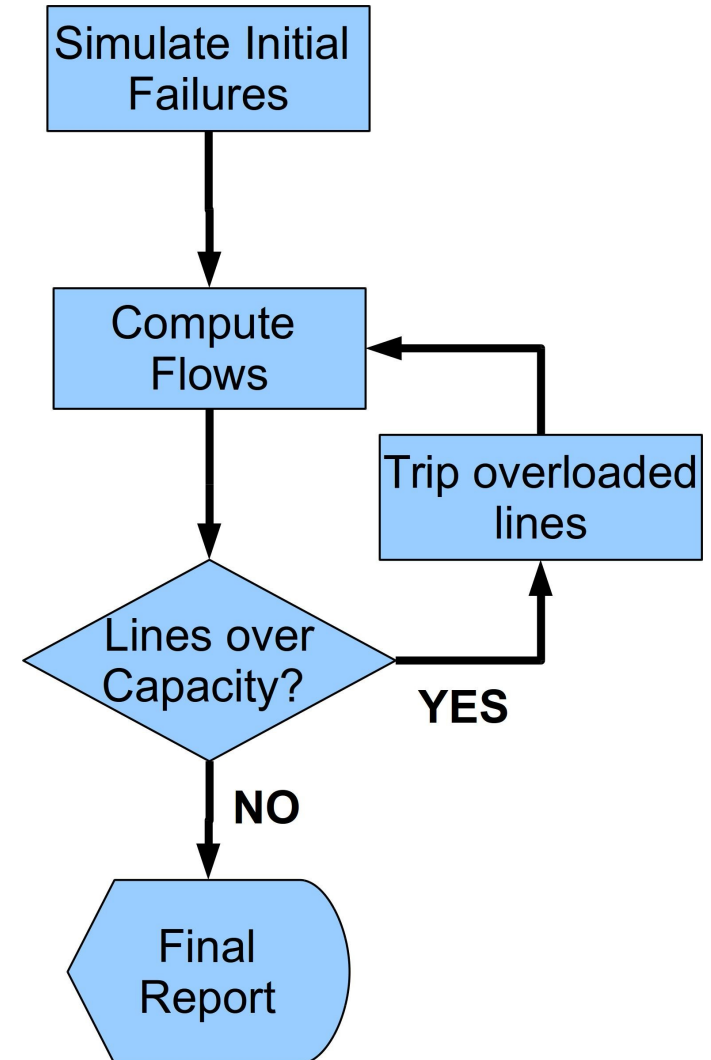 Simulate Initial
Failures
Compute
Flows
Trip overloaded
lines
Lines over
Capacity?
YES
NO
Final
Report